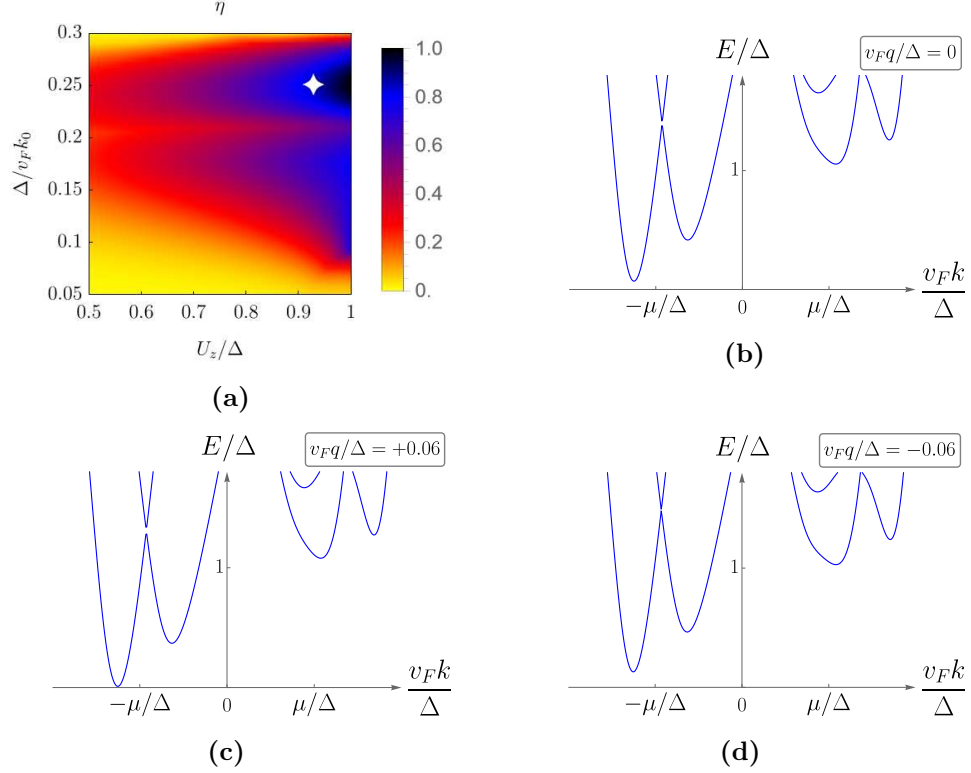 η
0.3
0.25
0.2
0.15
0.1
0.05
Δ/v_F k_0
0.5 0.6 0.7 0.8 0.9 1
U_z/Δ
1.0
0.8
0.6
0.4
0.2
0.
(a)
E/Δ
v_F q/Δ = 0
1
−μ/Δ 0 μ/Δ
v_F k
Δ
(b)
E/Δ
v_F q/Δ = +0.06
1
−μ/Δ 0 μ/Δ
v_F k
Δ
(c)
E/Δ
v_F q/Δ = −0.06
1
−μ/Δ 0 μ/Δ
v_F k
Δ
(d)